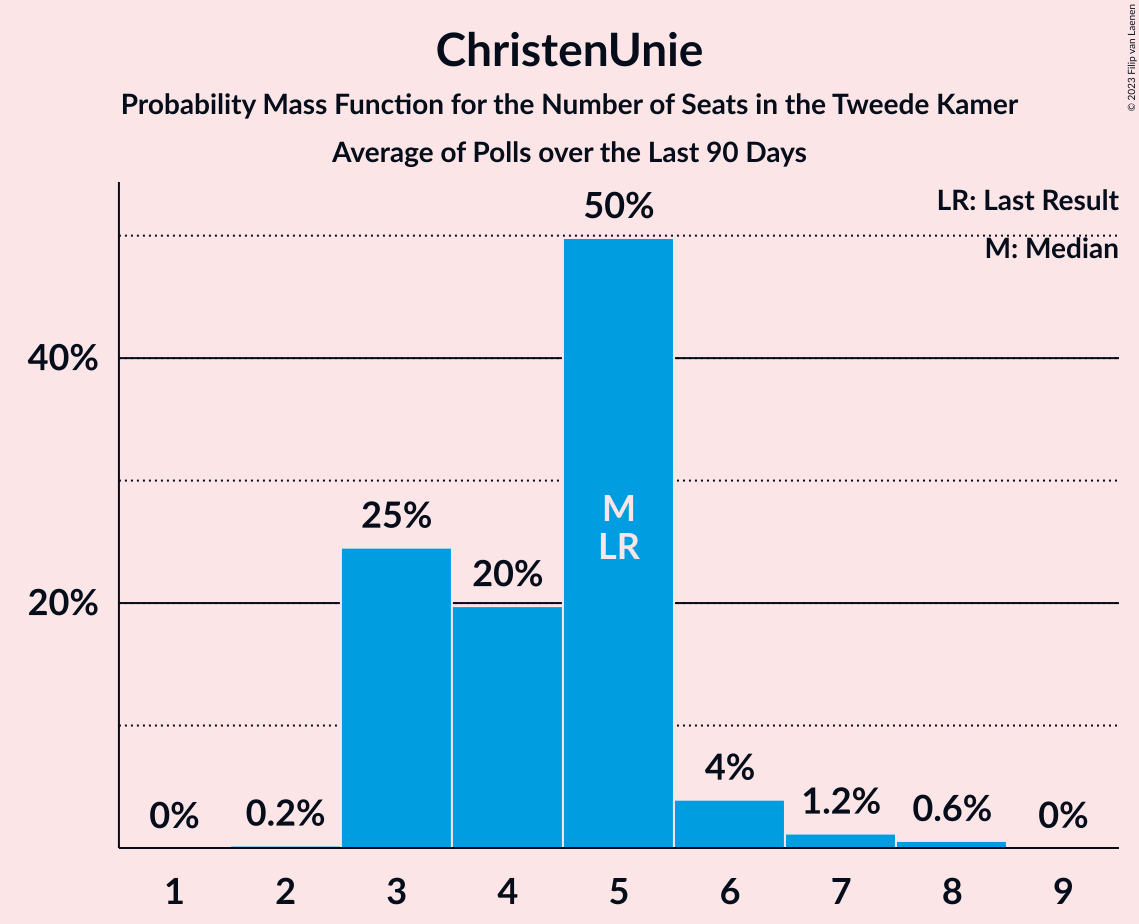 ChristenUnie
Probability Mass Function for the Number of Seats in the Tweede Kamer
Average of Polls over the Last 90 Days
© 2023 Filip van Laenen
LR: Last Result
M: Median
50%
40%
M
LR
25%
20%
20%
4%
1.2%
0.6%
0.2%
0%
0%
1 2 3 4 5 6 7 8 9